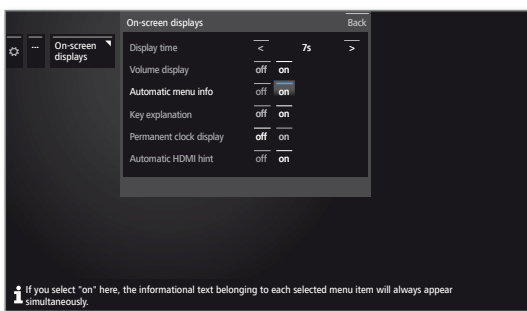 On-screen displays Back
... On-screen
displays
Display time < 7s >
Volume display off on
Automatic menu info off on
Key explanation off on
Permanent clock display off on
Automatic HDMI hint off on
If you select "on" here, the informational text belonging to each selected menu item will always appear
simultaneously.